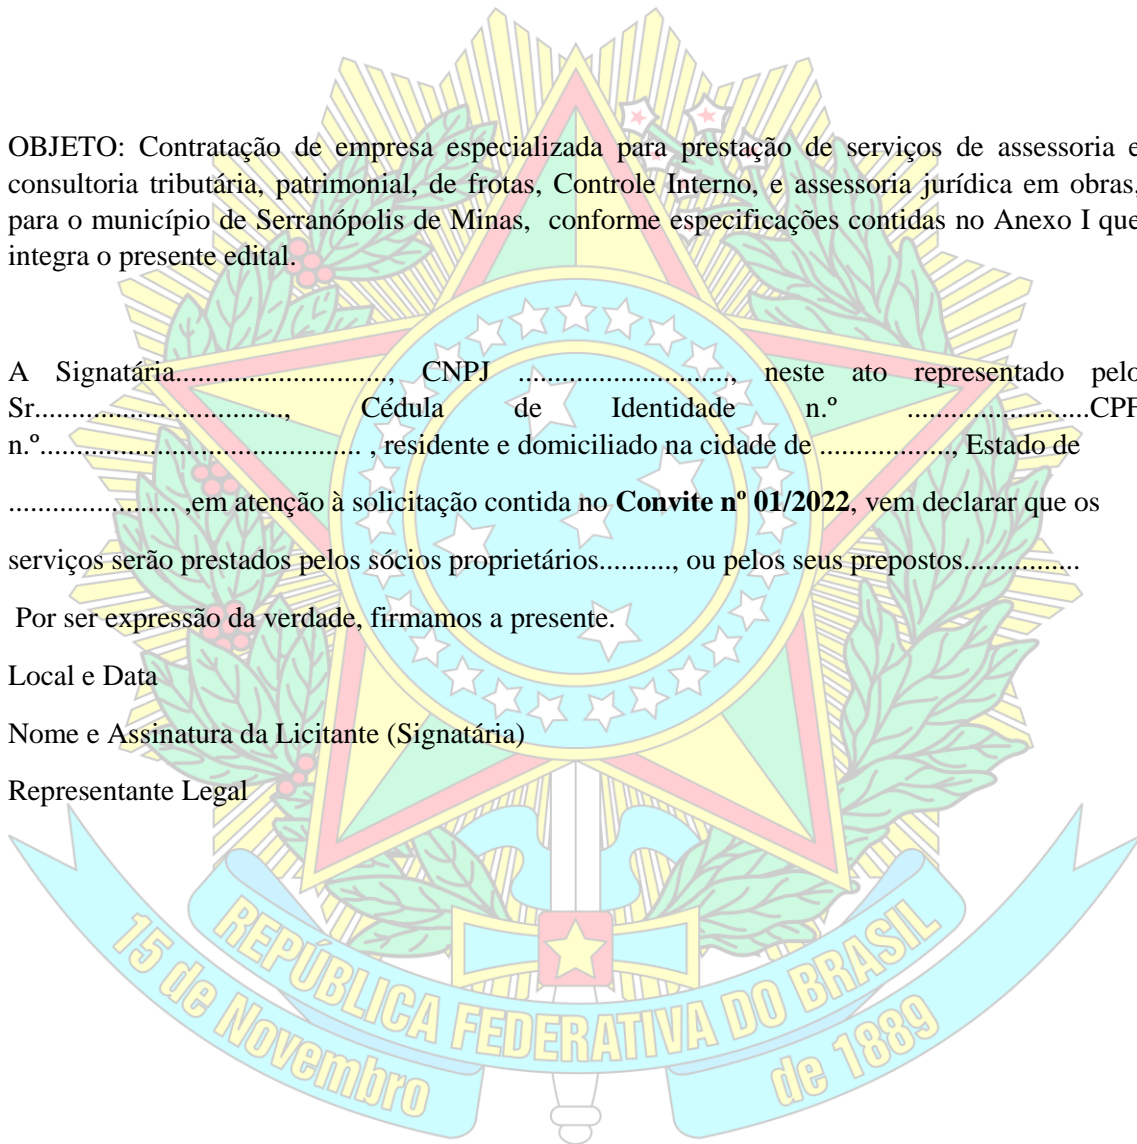 OBJETO: Contratação de empresa especializada para prestação de serviços de assessoria e
consultoria tributária, patrimonial, de frotas, Controle Interno, e assessoria jurídica em obras,
para o município de Serranópolis de Minas, conforme especificações contidas no Anexo I que
integra o presente edital.
A Signatária............................, CNPJ ............................, neste ato representado pelo
Sr................................., Cédula de Identidade n.º ........................CPF
n.º............................................ , residente e domiciliado na cidade de .................., Estado de
....................... ,em atenção à solicitação contida no Convite nº 01/2022, vem declarar que os
serviços serão prestados pelos sócios proprietários.........., ou pelos seus prepostos................
Por ser expressão da verdade, firmamos a presente.
Local e Data
Nome e Assinatura da Licitante (Signatária)
Representante Legal
REPÚBLICA FEDERATIVA DO BRASIL
15 de Novembro de 1889